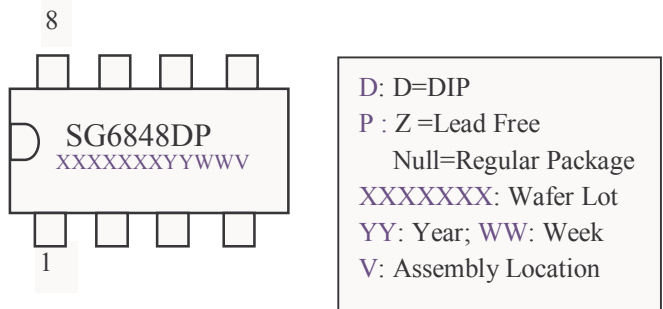 8
SG6848DP
XXXXXXXYYWWV
1
D: D=DIP
P : Z =Lead Free
Null=Regular Package
XXXXXXX: Wafer Lot
YY: Year; WW: Week
V: Assembly Location